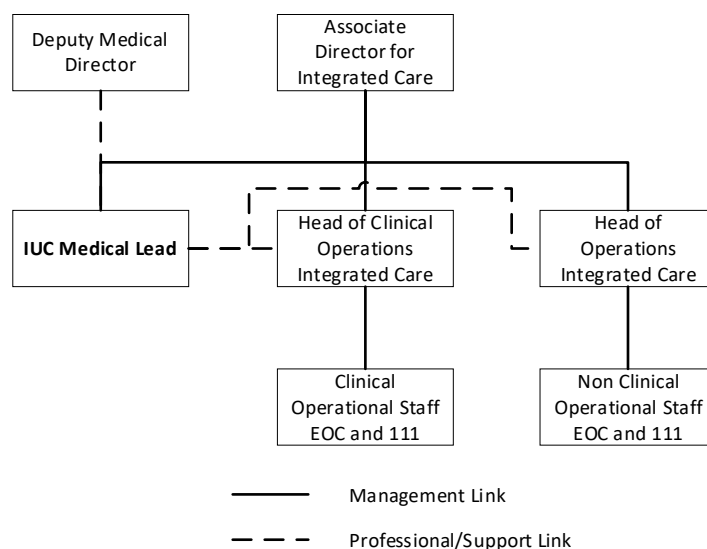 Deputy Medical
Director
Associate
Director for
Integrated Care
IUC Medical Lead
Head of Clinical
Operations
Integrated Care
Head of
Operations
Integrated Care
Clinical
Operational Staff
EOC and 111
Non Clinical
Operational Staff
EOC and 111
Management Link
Professional/Support Link